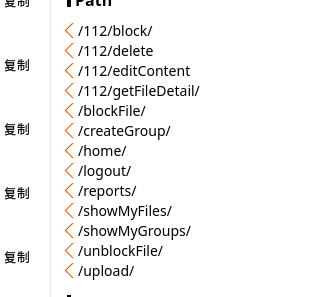 复制
Path
/112/block/
/112/delete
复制
/112/editContent
/112/getFileDetail/
/blockFile/
复制
/createGroup/
/home/
/logout/
复制
/reports/
/showMyFiles/
/showMyGroups/
复制
/unblockFile/
/upload/